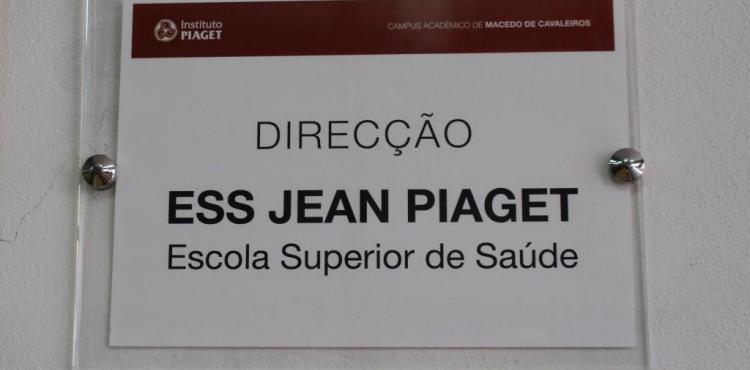 Instituto
PIAGET
CAMPUS ACADÉMICO DE MACEDO DE CAVALEIROS
DIRECÇÃO
ESS JEAN PIAGET
Escola Superior de Saúde